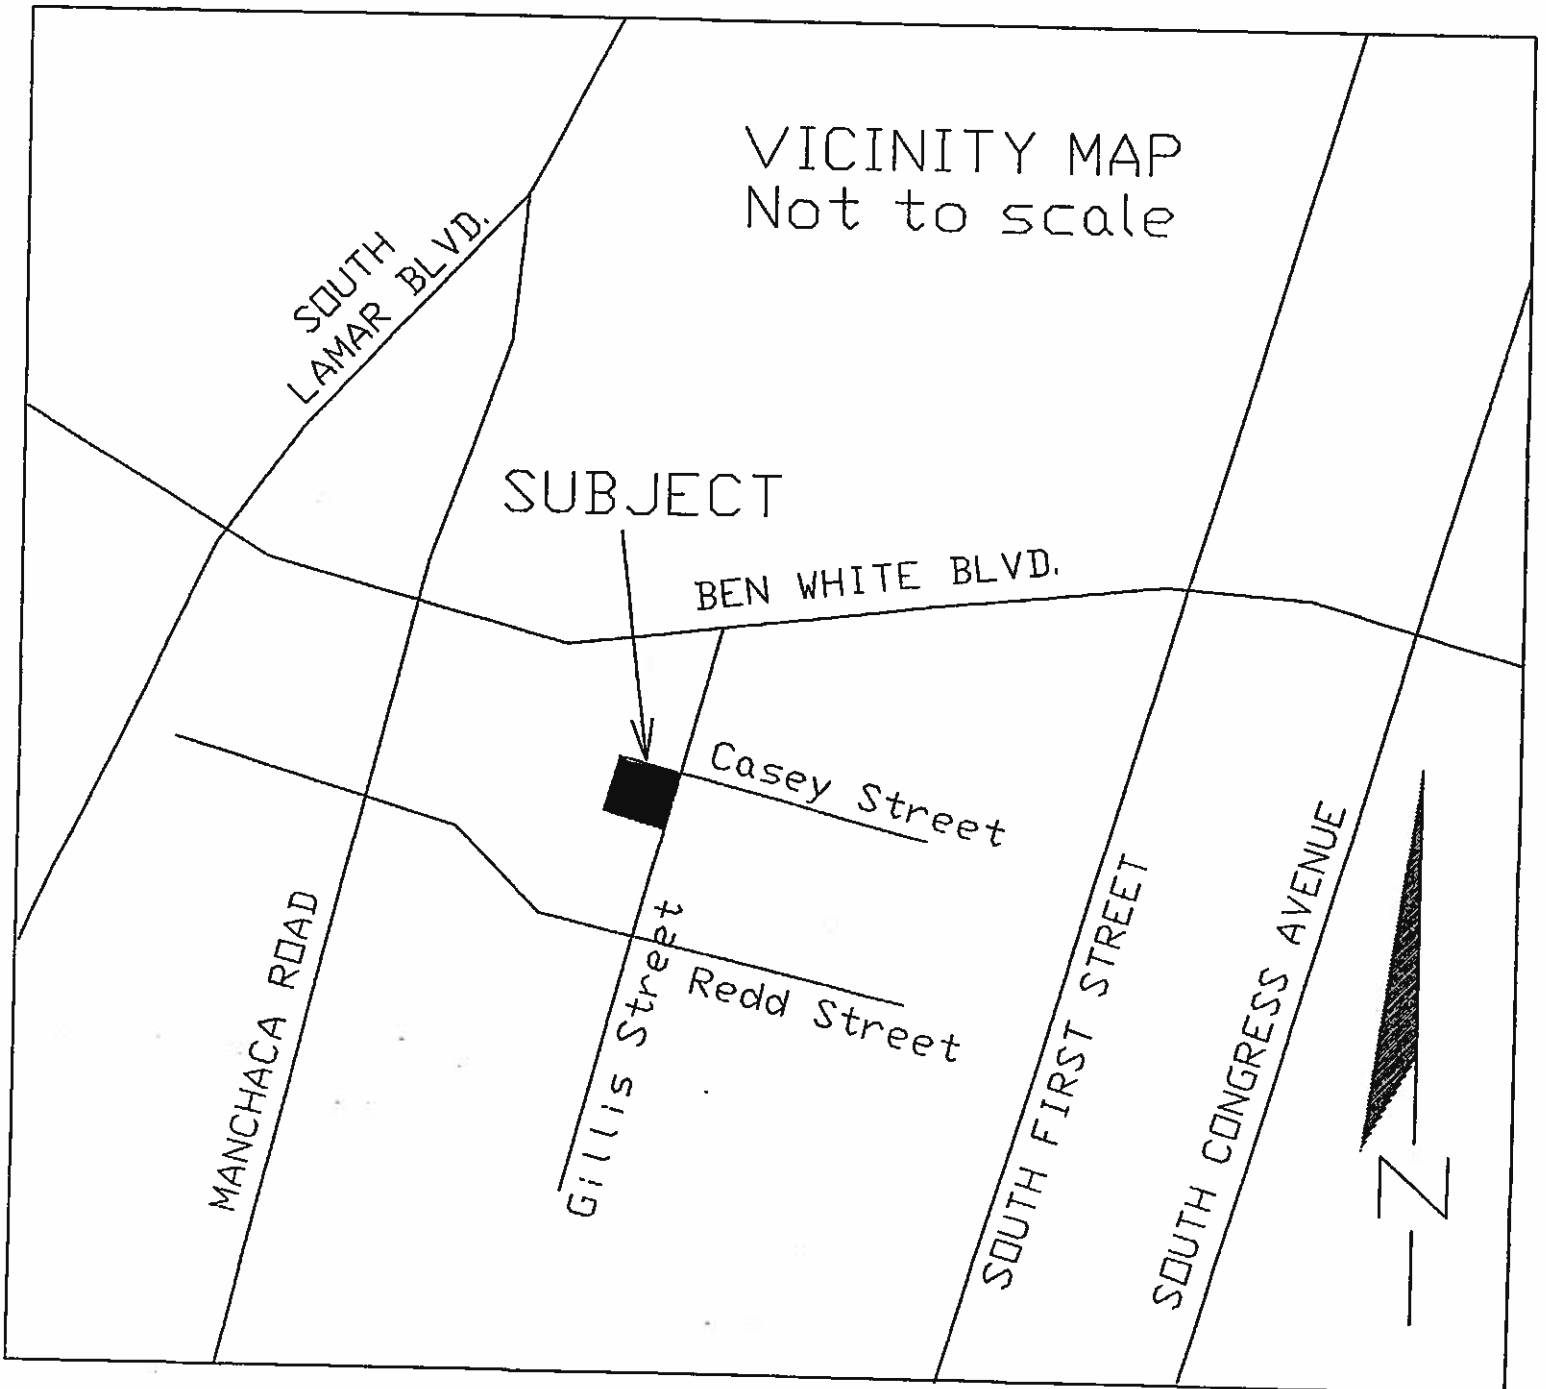 VICINITY MAP
Not to scale
SOUTH
LAMAR BLVD.
SUBJECT
BEN WHITE BLVD.
Casey Street
MANCHACA ROAD
Gillis Street
Redd Street
SOUTH FIRST STREET
SOUTH CONGRESS AVENUE
N